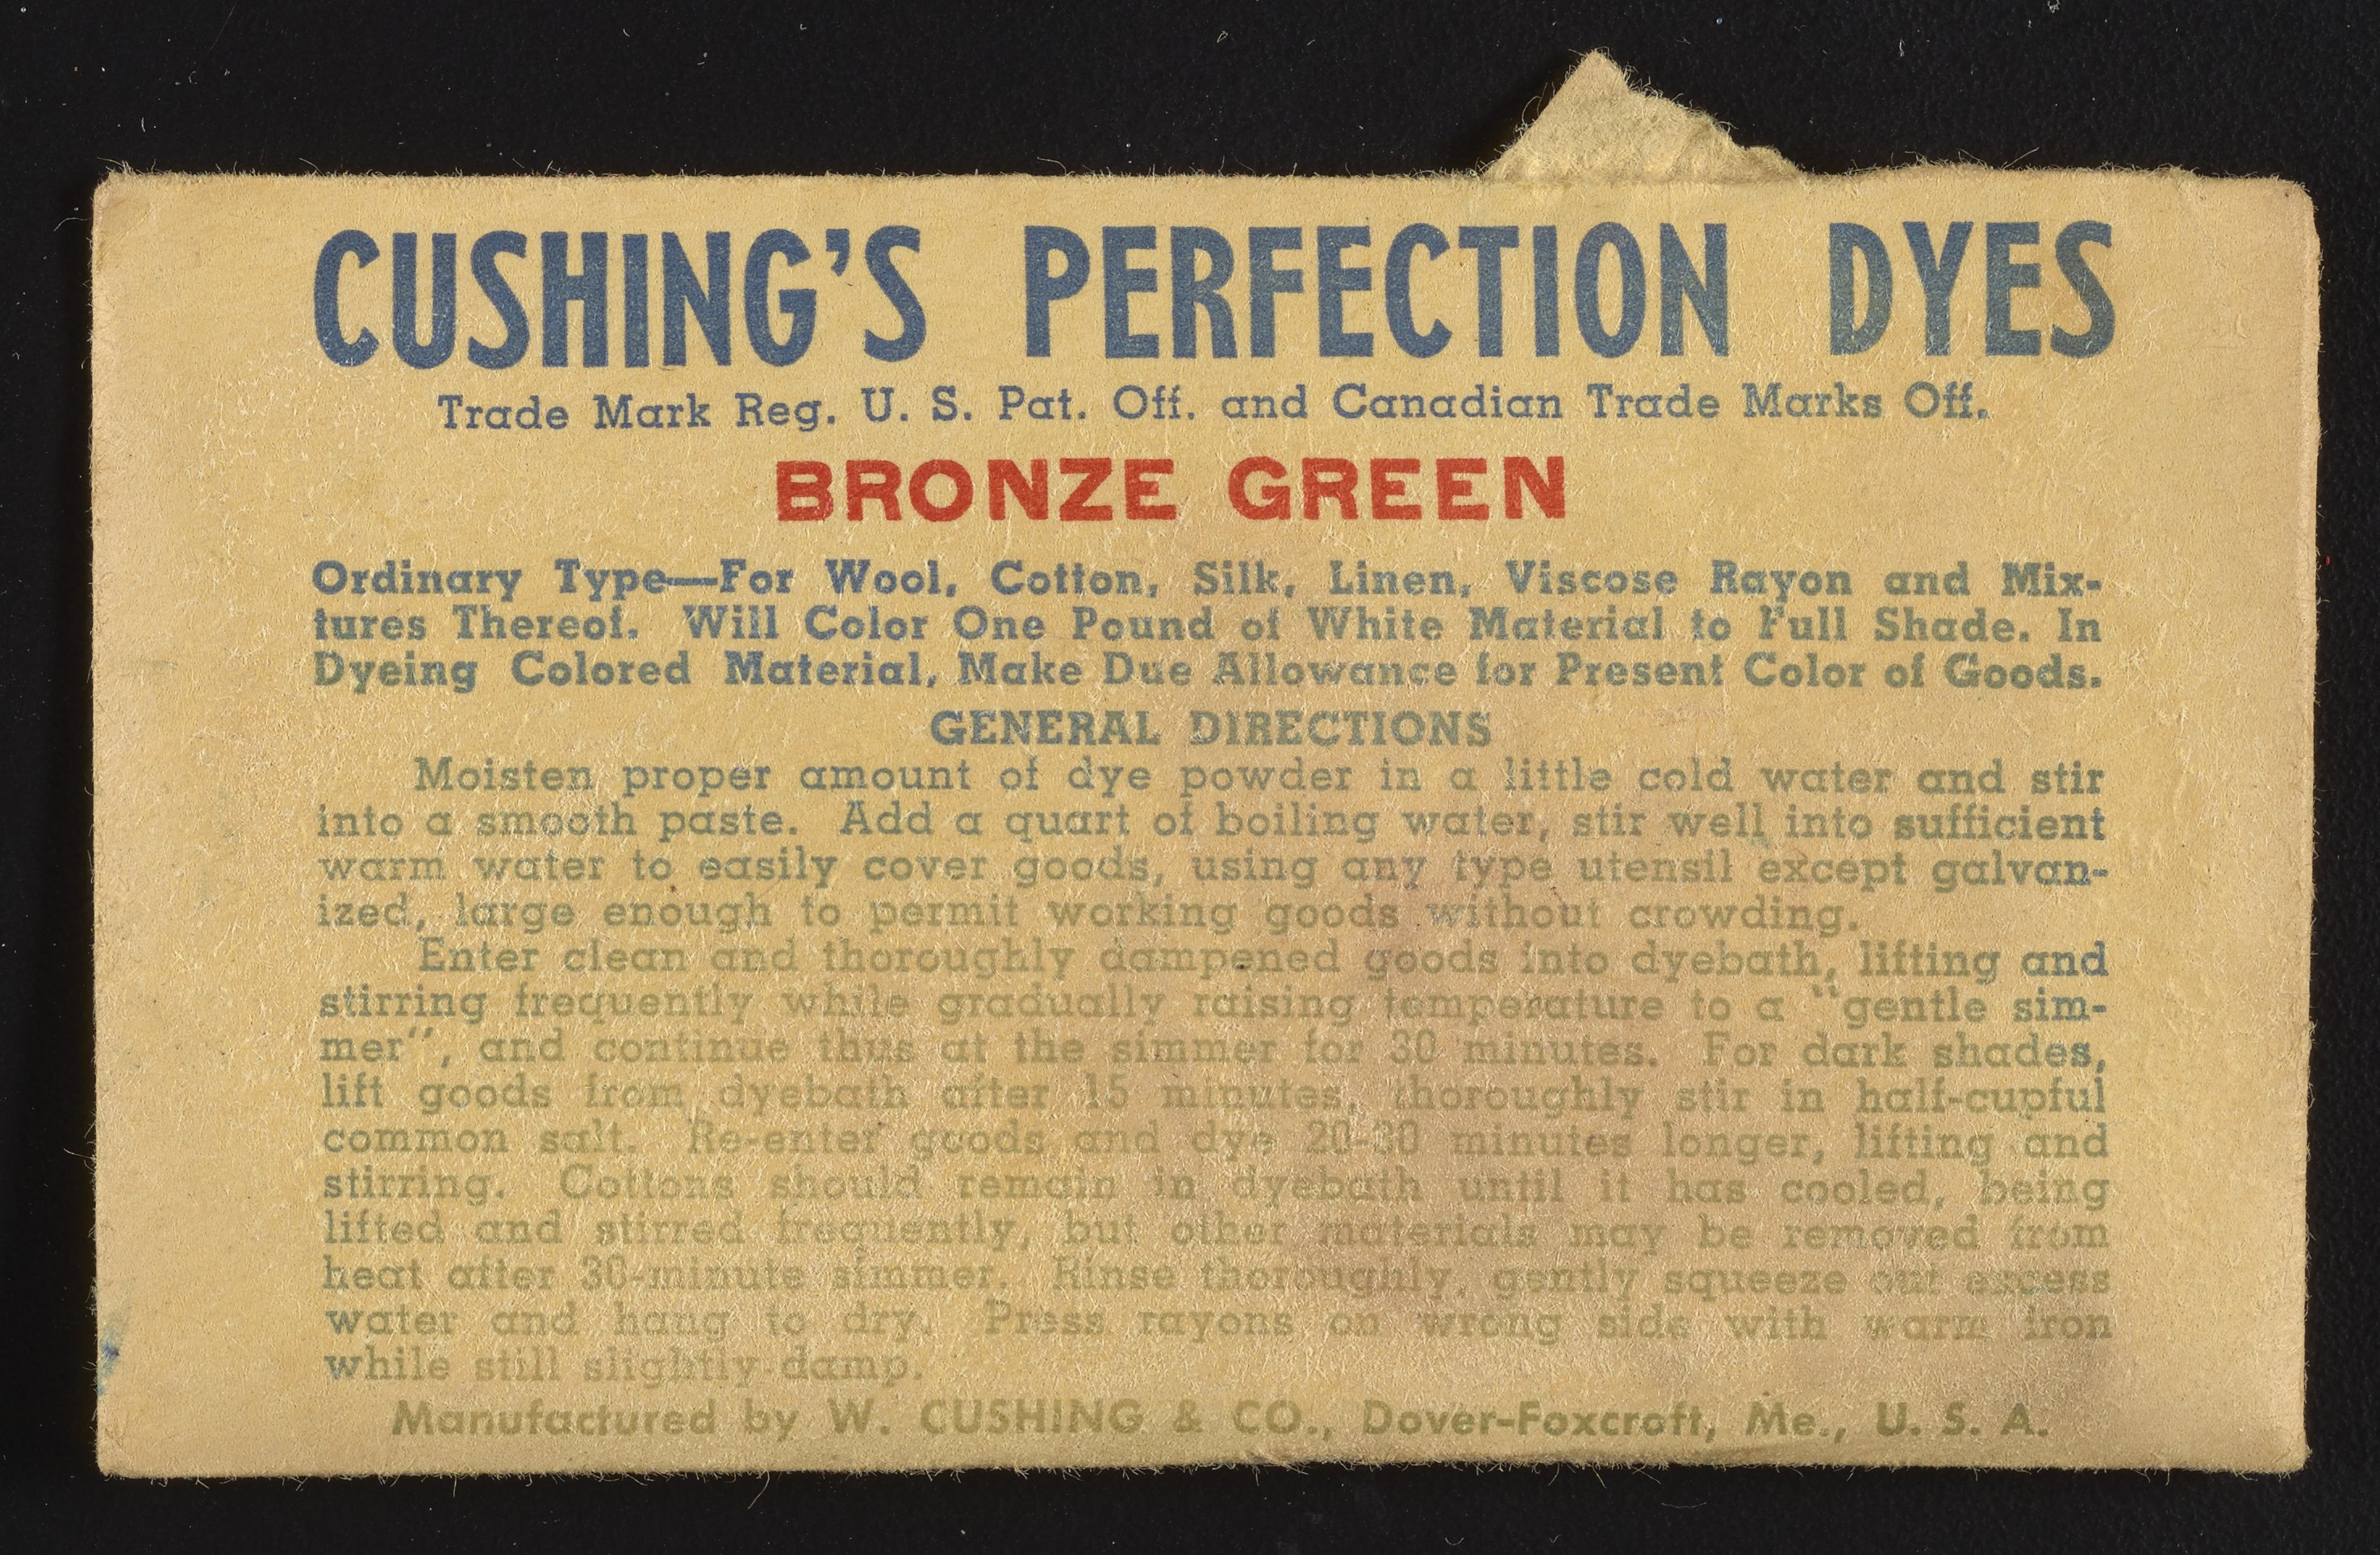 CUSHING'S PERFECTION DYES
Trade Mark Reg. U. S. Pat. Off. and Canadian Trade Marks Off.
BRONZE GREEN
Ordinary Type—For Wool, Cotton, Silk, Linen, Viscose Rayon and Mix-
tures Thereof. Will Color One Pound of White Material to Full Shade. In
Dyeing Colored Material, Make Due Allowance for Present Color of Goods.
GENERAL DIRECTIONS
Moisten proper amount of dye powder in a little cold water and stir
into a smooth paste. Add a quart of boiling water, stir well into sufficient
warm water to easily cover goods, using any type utensil except galvan-
ized, large enough to permit working goods without crowding.
Enter clean and thoroughly dampened goods into dyebath, lifting and
stirring frequently while gradually raising temperature to a "gentle sim-
mer", and continue thus at the simmer for 30 minutes. For dark shades,
lift goods from dyebath after 15 minutes, thoroughly stir in half-cupful
common salt. Re-enter goods and dye 20-30 minutes longer, lifting and
stirring. Cottons should remain in dyebath until it has cooled, being
lifted and stirred frequently, but other materials may be removed from
heat after 30-minute simmer. Rinse thoroughly, gently squeeze out excess
water and hang to dry. Press rayons on wrong side with warm iron
while still slightly damp.
Manufactured by W. CUSHING & CO., Dover-Foxcroft, Me., U. S. A.